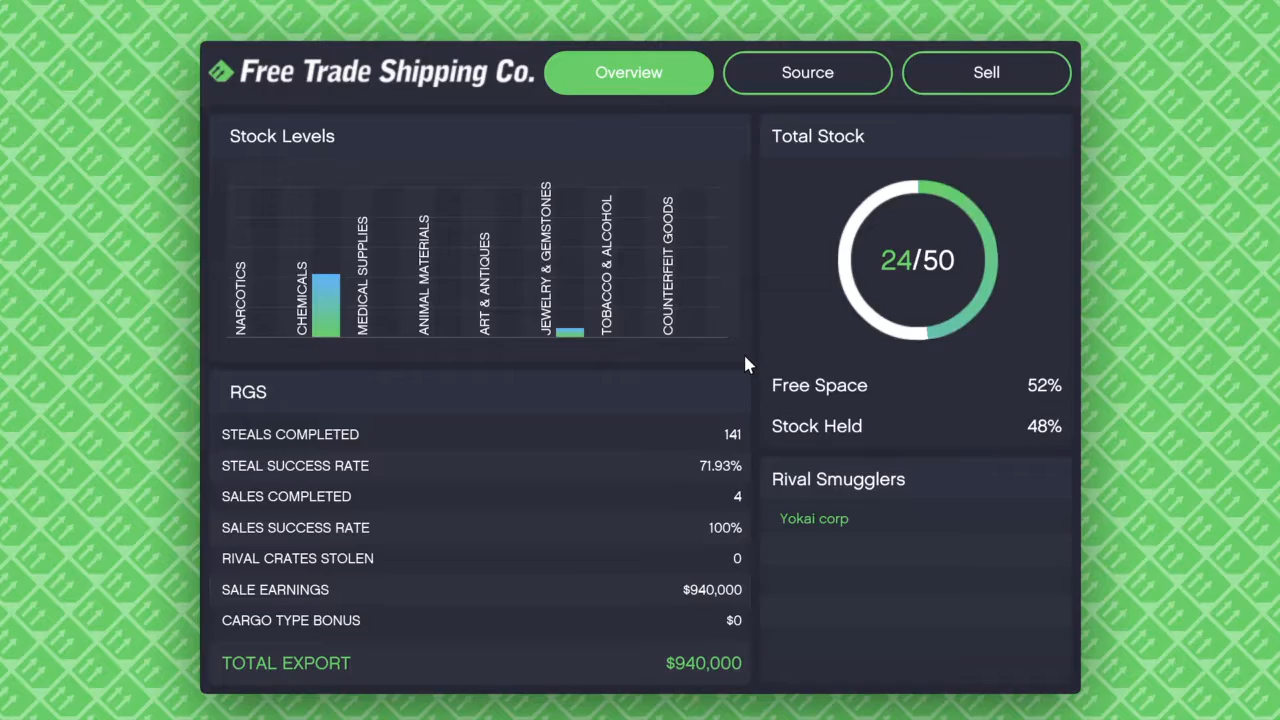 Free Trade Shipping Co.
Overview
Source
Sell
Stock Levels
NARCOTICS
CHEMICALS
MEDICAL SUPPLIES
ANIMAL MATERIALS
ART & ANTIQUES
JEWELRY & GEMSTONES
TOBACCO & ALCOHOL
COUNTERFEIT GOODS
Total Stock
24/50
Free Space 52%
Stock Held 48%
RGS
STEALS COMPLETED 141
STEAL SUCCESS RATE 71.93%
SALES COMPLETED 4
SALES SUCCESS RATE 100%
RIVAL CRATES STOLEN 0
SALE EARNINGS $940,000
CARGO TYPE BONUS $0
TOTAL EXPORT $940,000
Rival Smugglers
Yokai corp